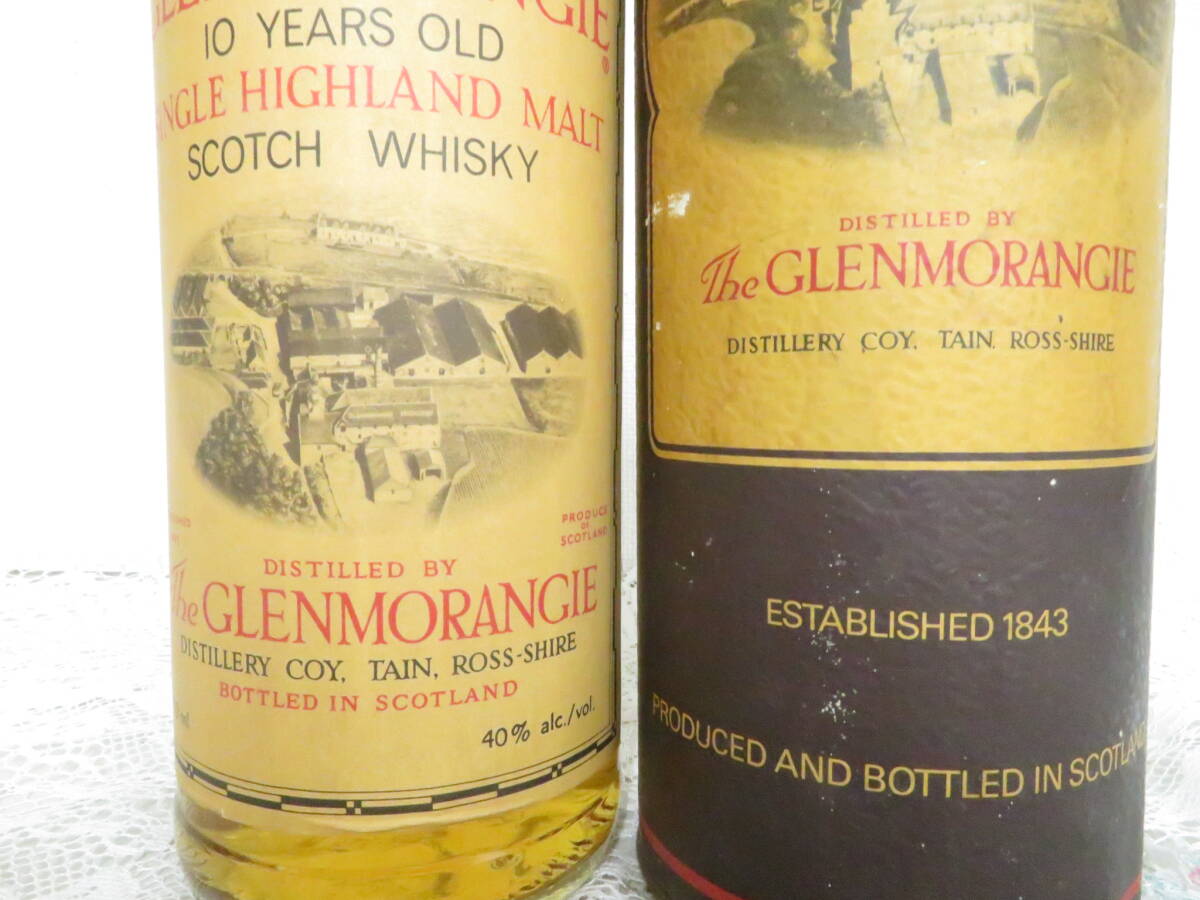 10 YEARS OLD
SINGLE HIGHLAND MALT
SCOTCH WHISKY
PRODUCE
OF
SCOTLAND
DISTILLED BY
The GLENMORANGIE
DISTILLERY COY, TAIN, ROSS-SHIRE
BOTTLED IN SCOTLAND
ml
40% alc./vol.
DISTILLED BY
The GLENMORANGIE
DISTILLERY COY. TAIN. ROSS-SHIRE
ESTABLISHED 1843
PRODUCED AND BOTTLED IN SCOTLAND